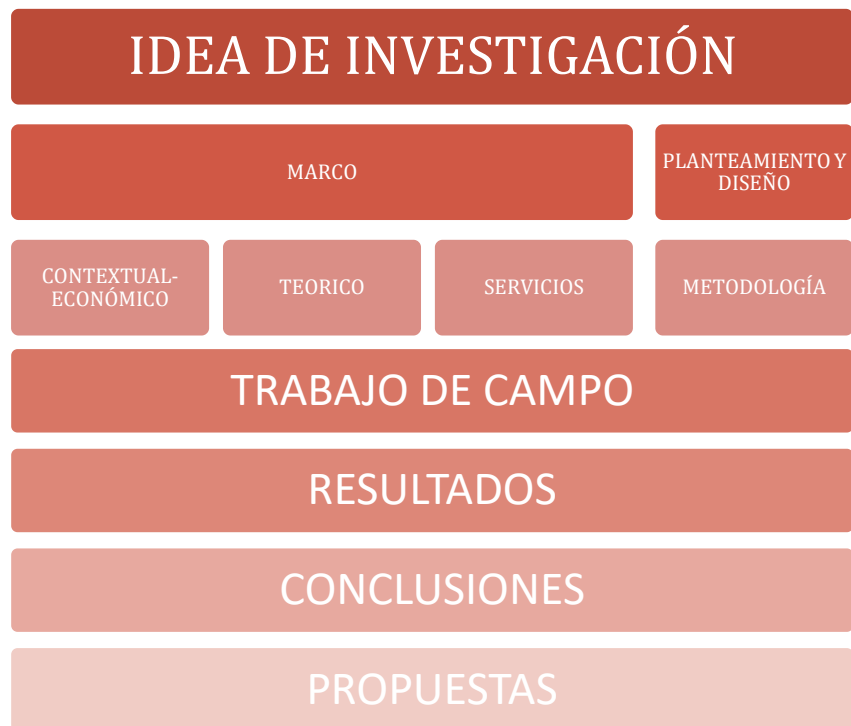 IDEA DE INVESTIGACIÓN
MARCO
PLANTEAMIENTO Y
DISEÑO
CONTEXTUAL-
ECONÓMICO
TEORICO
SERVICIOS
METODOLOGÍA
TRABAJO DE CAMPO
RESULTADOS
CONCLUSIONES
PROPUESTAS